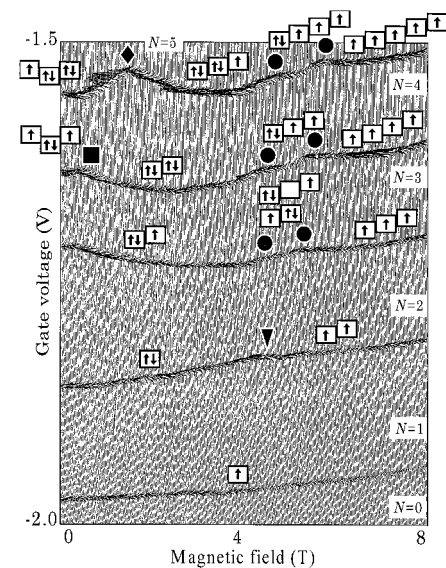 -1.5
N=5
N=4
N=3
N=2
N=1
N=0
-2.0
0
4
8
Gate voltage (V)
Magnetic field (T)